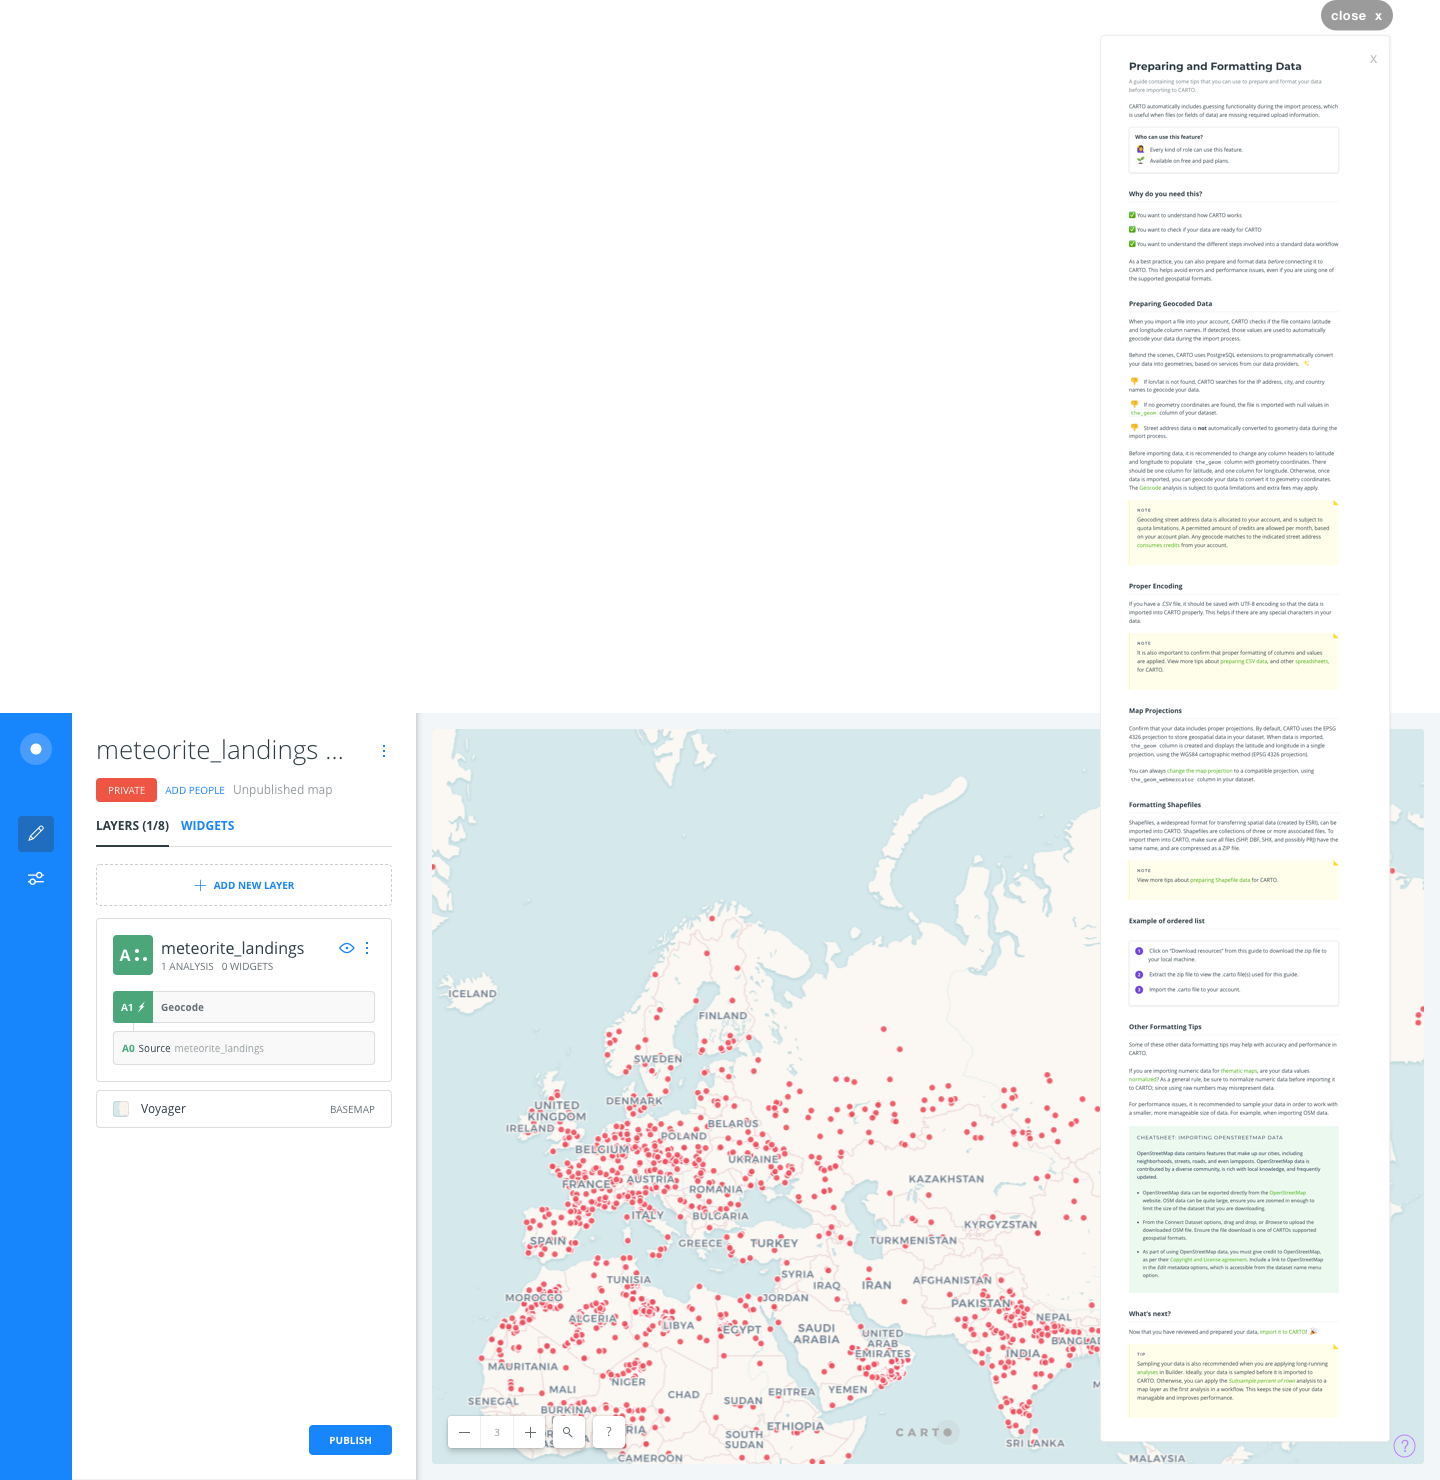 close x
X
Preparing and Formatting Data
A guide containing some tips that you can use to prepare and format your data
before importing to CARTO.
CARTO automatically includes guessing functionality during the import process, which
is useful when files (or fields of data) are missing required upload information.
Who can use this feature?
Every kind of role can use this feature.
Available on free and paid plans.
Why do you need this?
You want to understand how CARTO works
You want to check if your data are ready for CARTO
You want to understand the different steps involved into a standard data workflow
As a best practice, you can also prepare and format data before connecting it to
CARTO. This helps avoid errors and performance issues, even if you are using one of
the supported geospatial formats.
Preparing Geocoded Data
When you import a file into your account, CARTO checks if the file contains latitude
and longitude column names. If detected, those values are used to automatically
geocode your data during the import process.
Behind the scenes, CARTO uses PostgreSQL extensions to programmatically convert
your data into geometries, based on services from our data providers.
If lon/lat is not found, CARTO searches for the IP address, city, and country
names to geocode your data.
If no geometry coordinates are found, the file is imported with null values in
the_geom column of your dataset.
Street address data is not automatically converted to geometry data during the
import process.
Before importing data, it is recommended to change any column headers to latitude
and longitude to populate the_geom column with geometry coordinates. There
should be one column for latitude, and one column for longitude. Otherwise, once
data is imported, you can geocode your data to convert it to geometry coordinates.
The Geocode analysis is subject to quota limitations and extra fees may apply.
NOTE
Geocoding street address data is allocated to your account, and is subject to
quota limitations. A permitted amount of credits are allowed per month, based
on your account plan. Any geocode matches to the indicated street address
consumes credits from your account.
Proper Encoding
If you have a .CSV file, it should be saved with UTF-8 encoding so that the data is
imported into CARTO properly. This helps if there are any special characters in your
data.
NOTE
It is also important to confirm that proper formatting of columns and values
are applied. View more tips about preparing CSV data, and other spreadsheets,
for CARTO.
Map Projections
Confirm that your data includes proper projections. By default, CARTO uses the EPSG
4326 projection to store geospatial data in your dataset. When data is imported,
the_geom column is created and displays the latitude and longitude in a single
projection, using the WGS84 cartographic method (EPSG 4326 projection).
You can always change the map projection to a compatible projection, using
the_geom_webmercator column in your dataset.
Formatting Shapefiles
Shapefiles, a widespread format for transferring spatial data (created by ESRI), can be
imported into CARTO. Shapefiles are collections of three or more associated files. To
import them into CARTO, make sure all files (SHP, DBF, SHX, and possibly PRJ) have the
same name, and are compressed as a ZIP file.
NOTE
View more tips about preparing Shapefile data for CARTO.
Example of ordered list
1 Click on "Download resources" from this guide to download the zip file to
your local machine.
2 Extract the zip file to view the .carto file(s) used for this guide.
3 Import the .carto file to your account.
Other Formatting Tips
Some of these other data formatting tips may help with accuracy and performance in
CARTO.
If you are importing numeric data for thematic maps, are your data values
normalized? As a general rule, be sure to normalize numeric data before importing it
to CARTO; since using raw numbers may misrepresent data.
For performance issues, it is recommended to sample your data in order to work with
a smaller, more manageable size of data. For example, when importing OSM data.
CHEATSHEET: IMPORTING OPENSTREETMAP DATA
OpenStreetMap data contains features that make up our cities, including
neighborhoods, streets, roads, and even lampposts. OpenStreetMap data is
contributed by a diverse community, is rich with local knowledge, and frequently
updated.
• OpenStreetMap data can be exported directly from the OpenStreetMap
website. OSM data can be quite large, ensure you are zoomed in enough to
limit the size of the dataset that you are downloading.
• From the Connect Dataset options, drag and drop, or Browse to upload the
downloaded OSM file. Ensure the file download is one of CARTOs supported
geospatial formats.
• As part of using OpenStreetMap data, you must give credit to OpenStreetMap,
as per their Copyright and License agreement. Include a link to OpenStreetMap
in the Edit metadata options, which is accessible from the dataset name menu
option.
What's next?
Now that you have reviewed and prepared your data, import it to CARTO!
TIP
Sampling your data is also recommended when you are applying long-running
analyses in Builder. Ideally, your data is sampled before it is imported to
CARTO. Otherwise, you can apply the Subsample percent of rows analysis to a
map layer as the first analysis in a workflow. This keeps the size of your data
managable and improves performance.
meteorite_landings ...
PRIVATE ADD PEOPLE Unpublished map
LAYERS (1/8) WIDGETS
ADD NEW LAYER
A meteorite_landings
1 ANALYSIS 0 WIDGETS
A1 Geocode
A0 Source meteorite_landings
Voyager BASEMAP
PUBLISH
ICELAND
FINLAND
SWEDEN
UNITED
KINGDOM
DENMARK
IRELAND
BELARUS
POLAND
BELGIUM
UKRAINE
FRANCE
AUSTRIA
ROMANIA
KAZAKHSTAN
ITALY
BULGARIA
KYRGYZSTAN
SPAIN
GREECE
TURKEY
TURKMENISTAN
TUNISIA
SYRIA
IRAQ
IRAN
AFGHANISTAN
MOROCCO
JORDAN
PAKISTAN
ALGERIA
LIBYA
EGYPT
SAUDI
ARABIA
NEPAL
UNITED
ARAB
EMIRATES
BANGLAD
INDIA
MAURITANIA
NIGER
MALI
CHAD
SUDAN
ERITREA
YEMEN
SENEGAL
BURKINA
ETHIOPIA
SOUTH
SUDAN
CAMEROON
SRI LANKA
MALAYSIA
3
?
CARTO
?